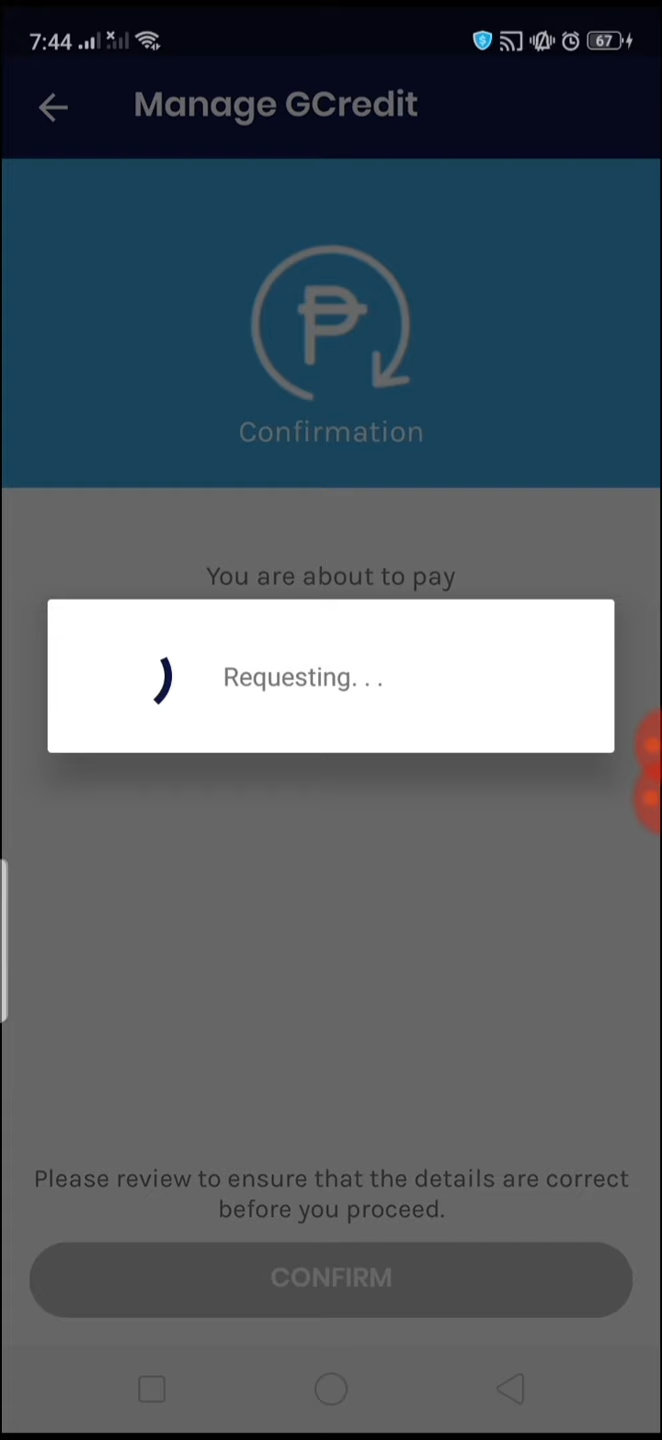 7:44
67
Manage GCredit
Confirmation
You are about to pay
Requesting. . .
Please review to ensure that the details are correct
before you proceed.
CONFIRM